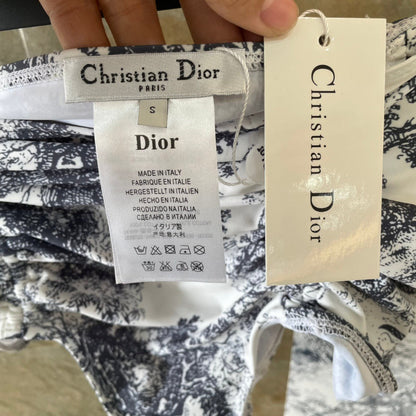 Christian Dior
PARIS
S
Dior
MADE IN ITALY
FABRIQUE EN ITALIE
HERGESTELLT IN ITALIEN
HECHO EN ITALIA
PRODUZIDO NA ITALIA
СДЕЛАНО В ИТАЛИИ
イタリア製
Christian Dior